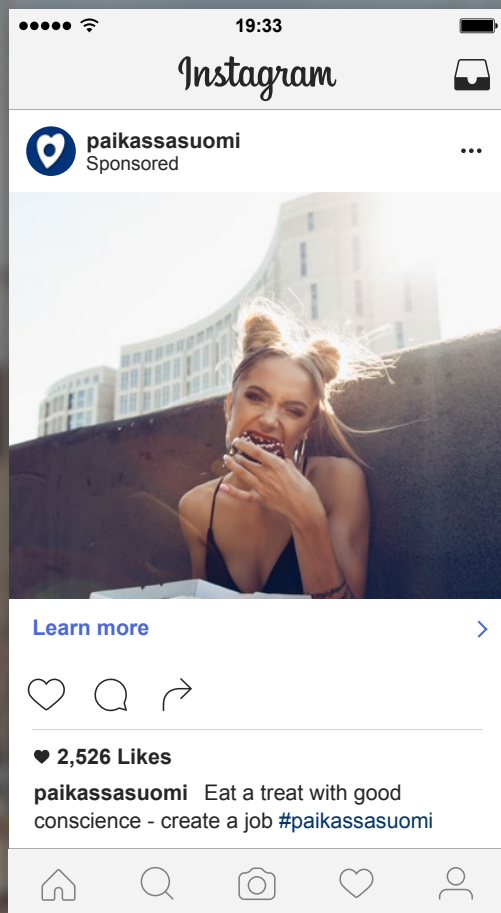 19:33
Instagram
paikassasuomi
Sponsored
Learn more
2,526 Likes
paikassasuomi Eat a treat with good
conscience - create a job #paikassasuomi